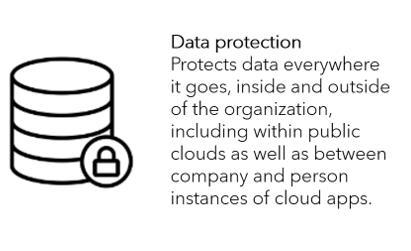 Data protection
Protects data everywhere
it goes, inside and outside
of the organization,
including within public
clouds as well as between
company and person
instances of cloud apps.